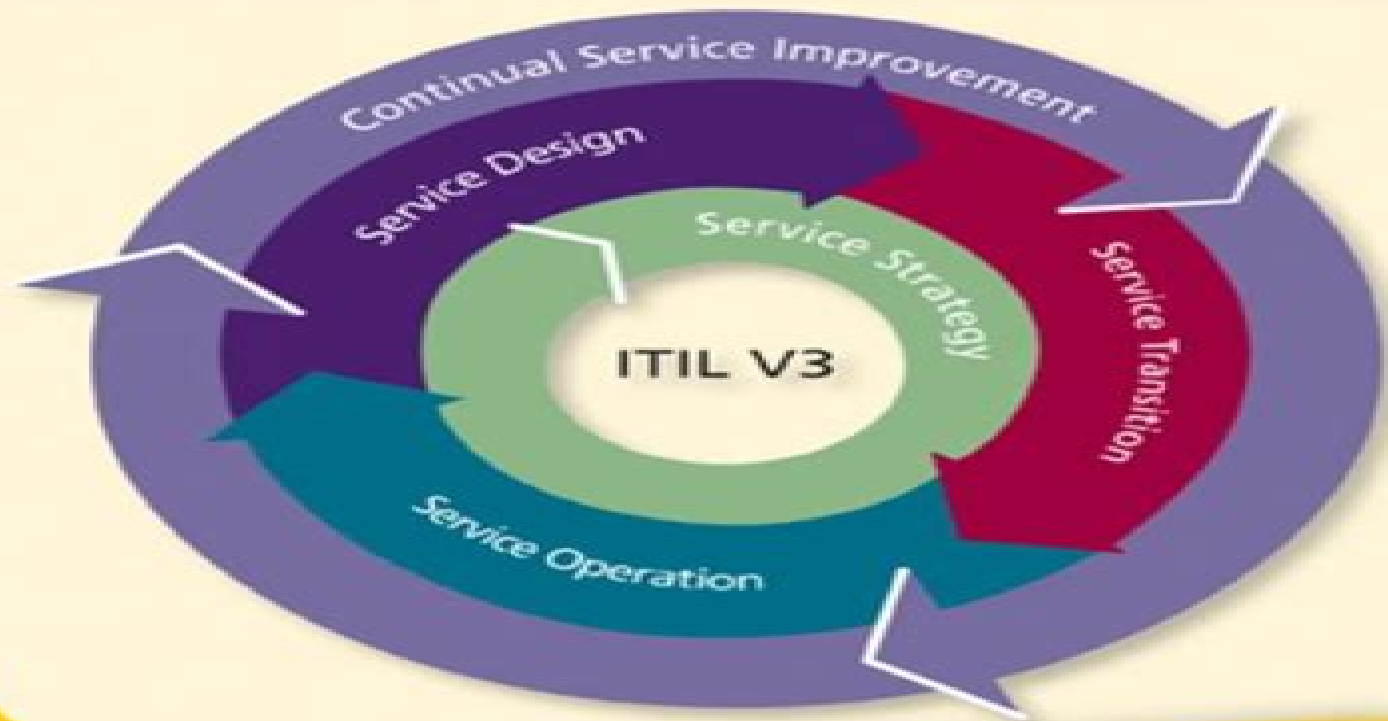 Continual Service Improvement
Service Design
Service Strategy
Service Transition
ITIL V3
Service Operation